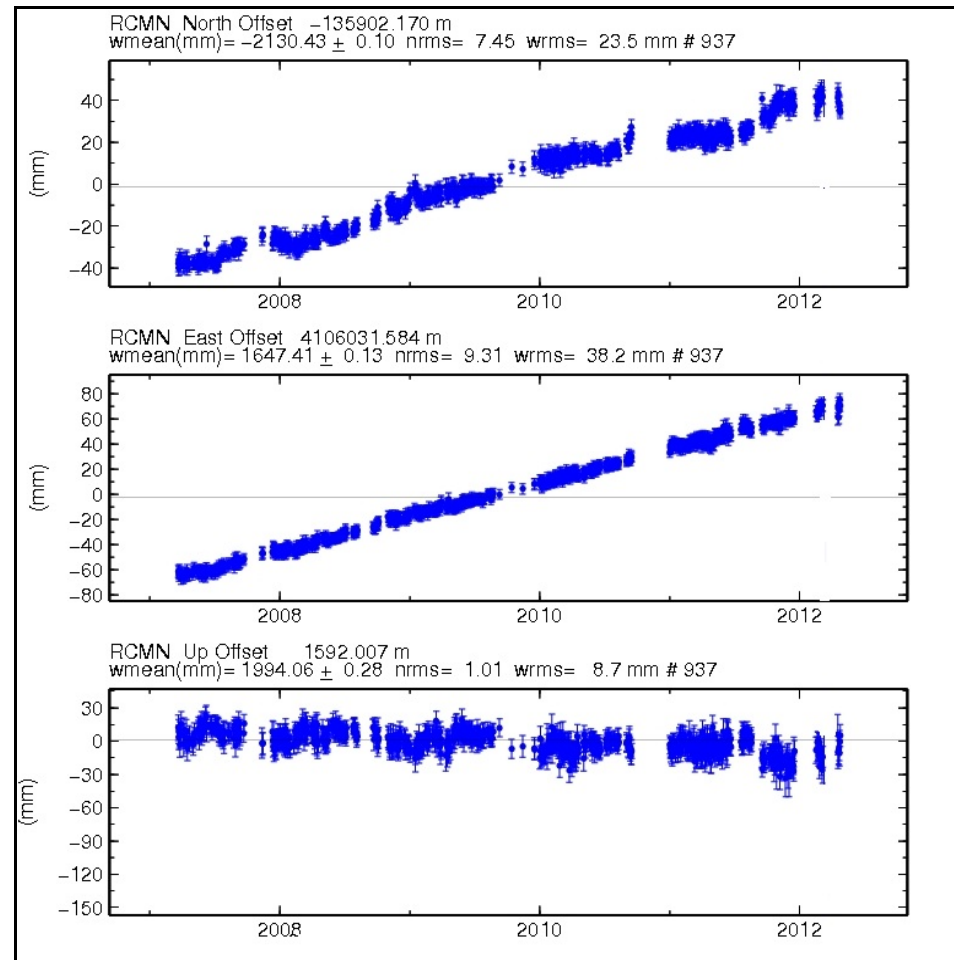 RCMN North Offset -135902.170 m
wmean(mm)= -2130.43 ± 0.10 nrms= 7.45 wrms= 23.5 mm # 937
40
20
0
-20
-40
(mm)
2008 2010 2012
RCMN East Offset 4106031.584 m
wmean(mm)= 1647.41 ± 0.13 nrms= 9.31 wrms= 38.2 mm # 937
80
60
40
20
0
-20
-40
-60
-80
(mm)
2008 2010 2012
RCMN Up Offset 1592.007 m
wmean(mm)= 1994.06 ± 0.28 nrms= 1.01 wrms= 8.7 mm # 937
30
0
-30
-60
-90
-120
-150
(mm)
2008 2010 2012